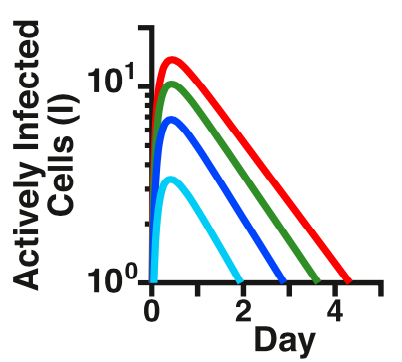 Actively Infected
Cells (I)
10¹
10⁰
0 2 4
Day